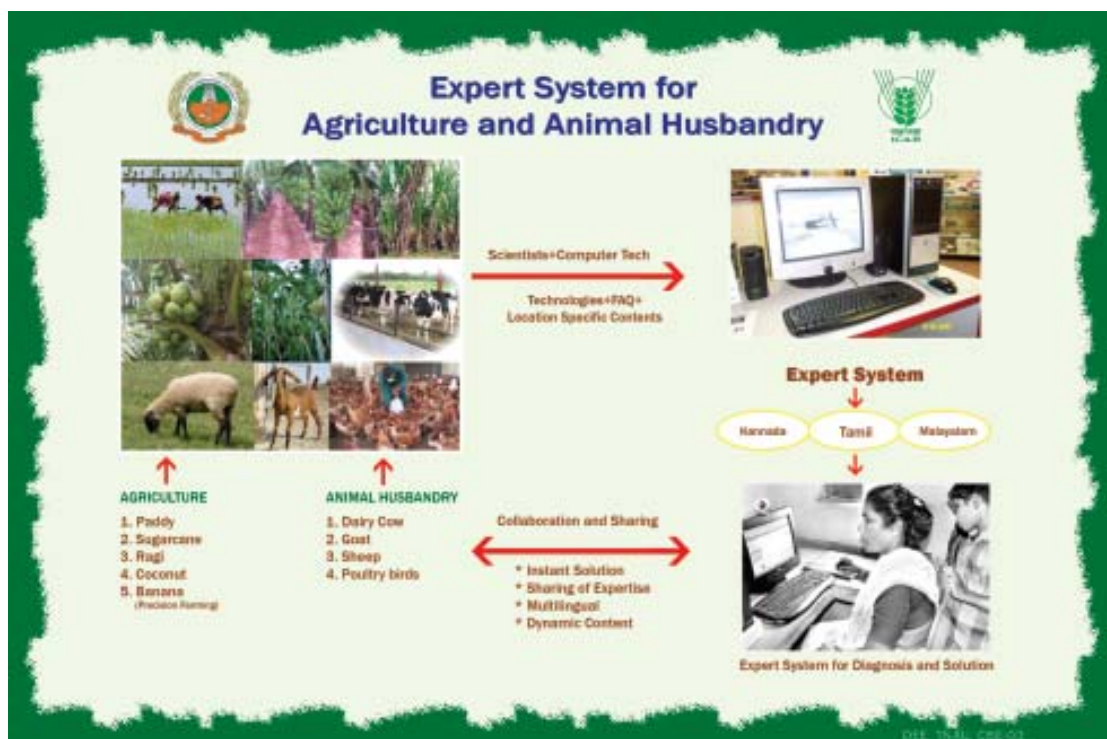 Expert System for
Agriculture and Animal Husbandry
Scientists+Computer Tech
Technologies+FAQ+
Location Specific Contents
Expert System
Kannada
Tamil
Malayalam
AGRICULTURE
1. Paddy
2. Sugarcane
3. Ragi
4. Coconut
5. Banana
(Precision Farming)
ANIMAL HUSBANDRY
1. Dairy Cow
2. Goat
3. Sheep
4. Poultry birds
Collaboration and Sharing
* Instant Solution
* Sharing of Expertise
* Multilingual
* Dynamic Content
Expert System for Diagnosis and Solution